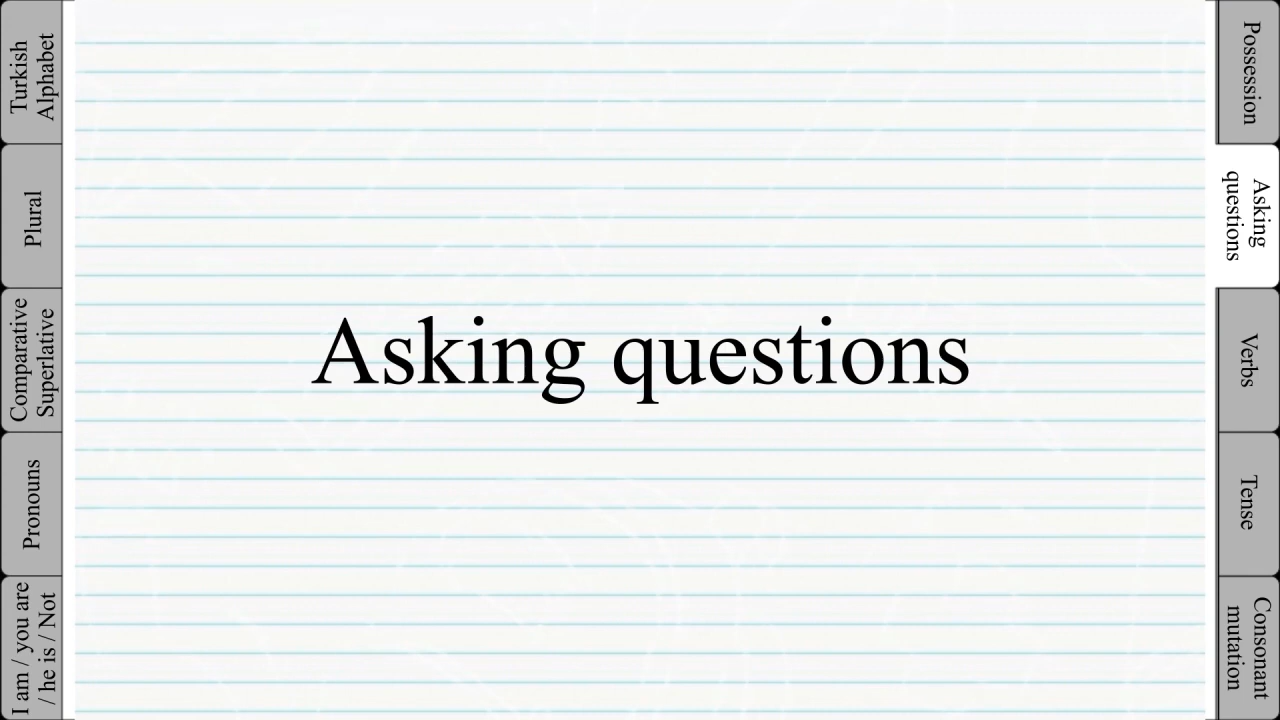 Turkish
Alphabet
Plural
Comparative
Superlative
Pronouns
I am / you are
/ he is / Not
Asking questions
Possession
Asking
questions
Verbs
Tense
Consonant
mutation